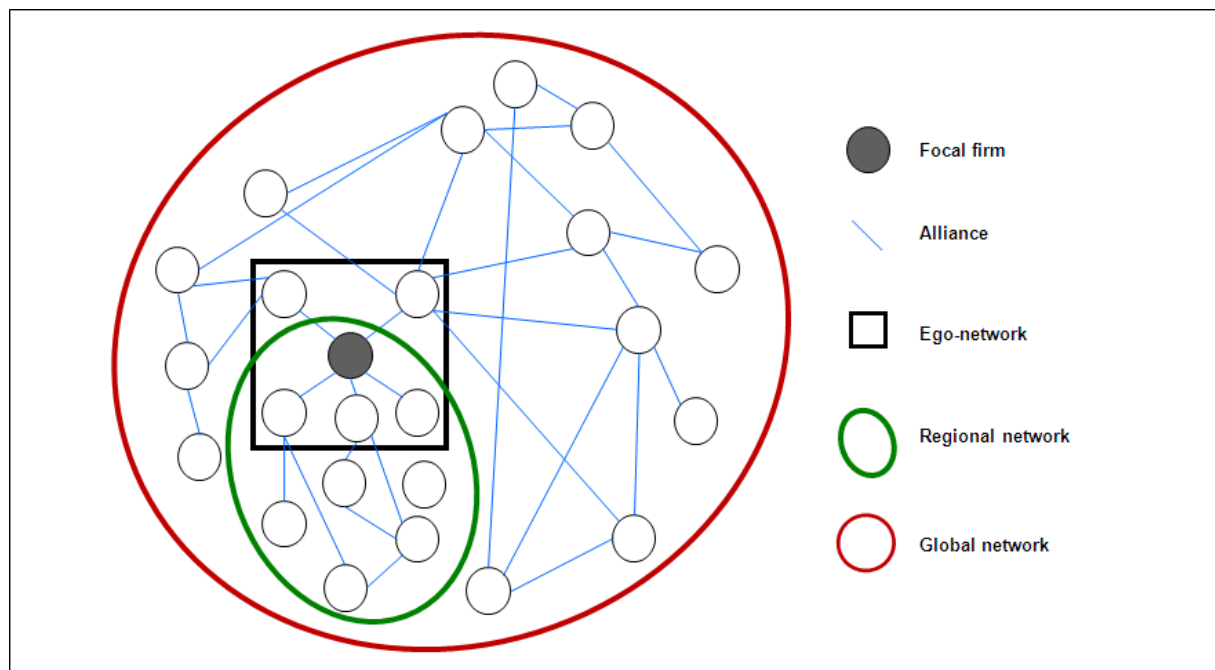 Focal firm
Alliance
Ego-network
Regional network
Global network